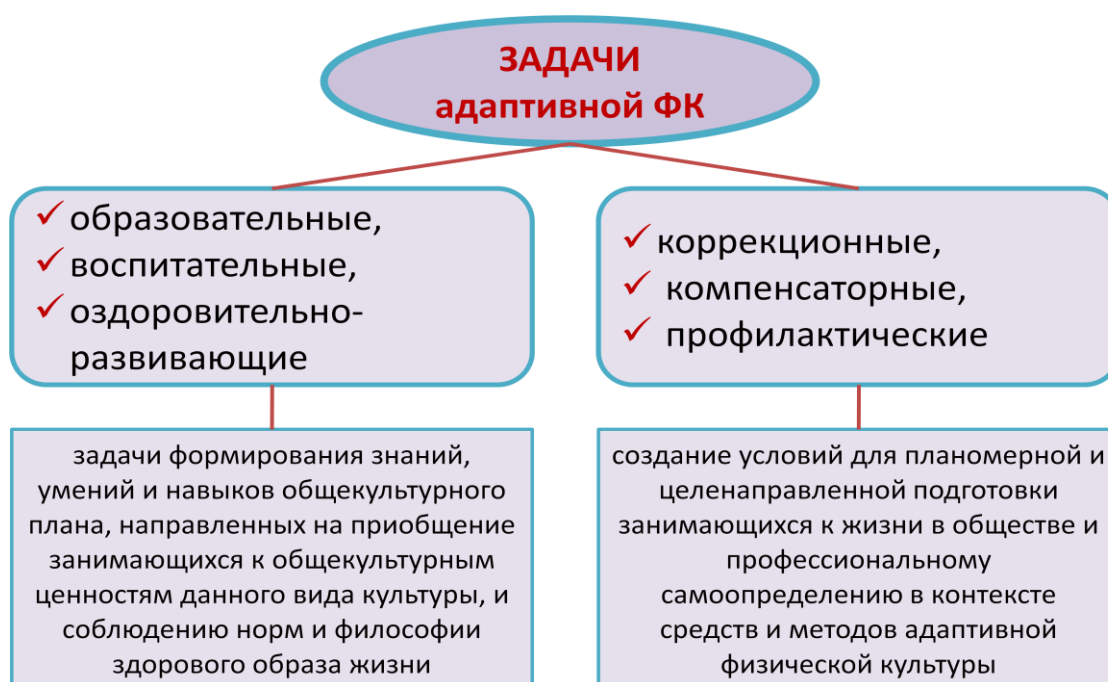 ЗАДАЧИ
адаптивной ФК
образовательные,
воспитательные,
оздоровительно-
развивающие
коррекционные,
компенсаторные,
профилактические
задачи формирования знаний,
умений и навыков общекультурного
плана, направленных на приобщение
занимающихся к общекультурным
ценностям данного вида культуры, и
соблюдению норм и философии
здорового образа жизни
создание условий для планомерной и
целенаправленной подготовки
занимающихся к жизни в обществе и
профессиональному
самоопределению в контексте
средств и методов адаптивной
физической культуры